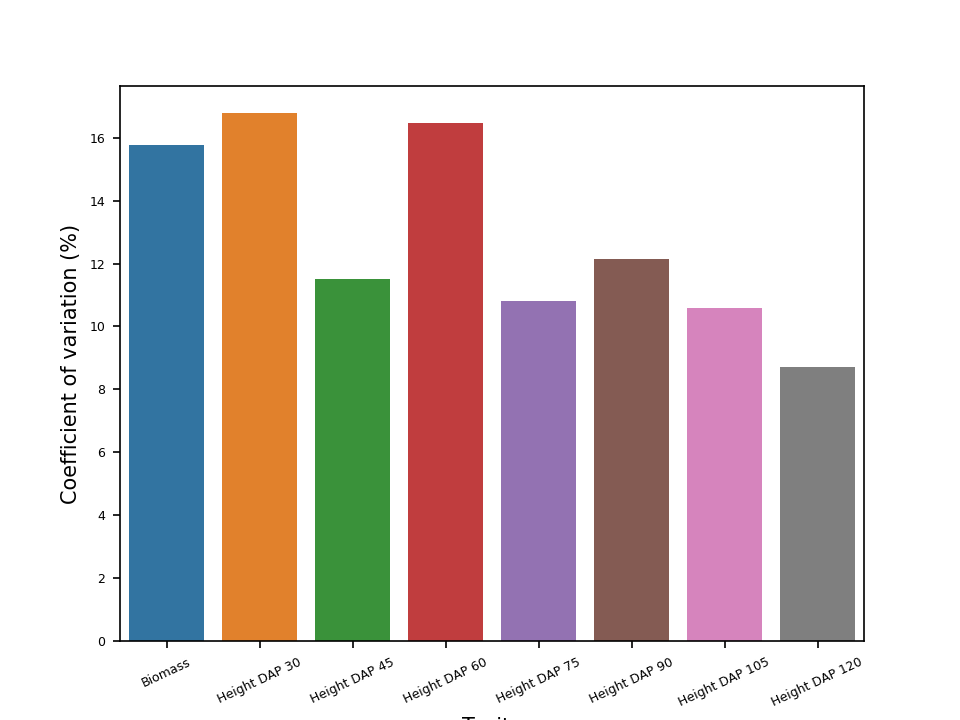 Coefficient of variation (%)
16
14
12
10
8
6
4
2
0
Biomass
Height DAP 30
Height DAP 45
Height DAP 60
Height DAP 75
Height DAP 90
Height DAP 105
Height DAP 120